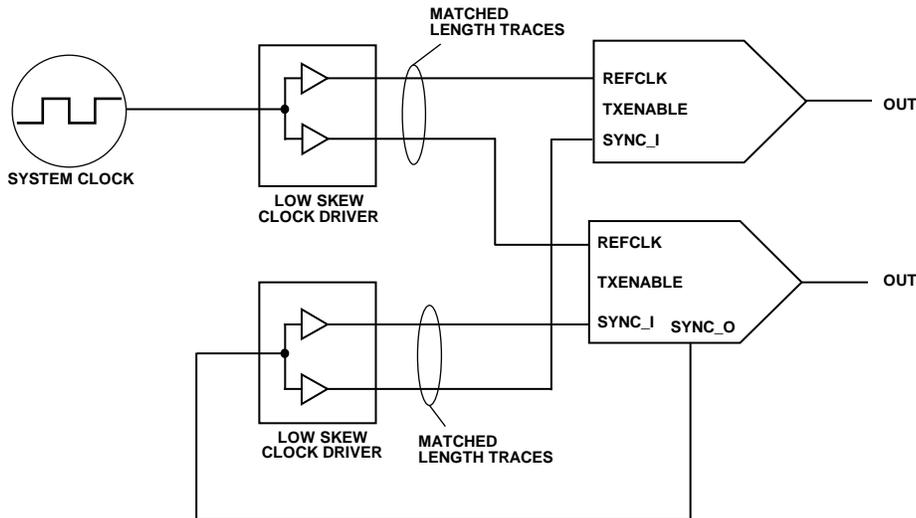 MATCHED
LENGTH TRACES
REFCLK
TXENABLE
SYNC_I
OUT
SYSTEM CLOCK
LOW SKEW
CLOCK DRIVER
REFCLK
TXENABLE
SYNC_I
SYNC_O
OUT
LOW SKEW
CLOCK DRIVER
MATCHED
LENGTH TRACES